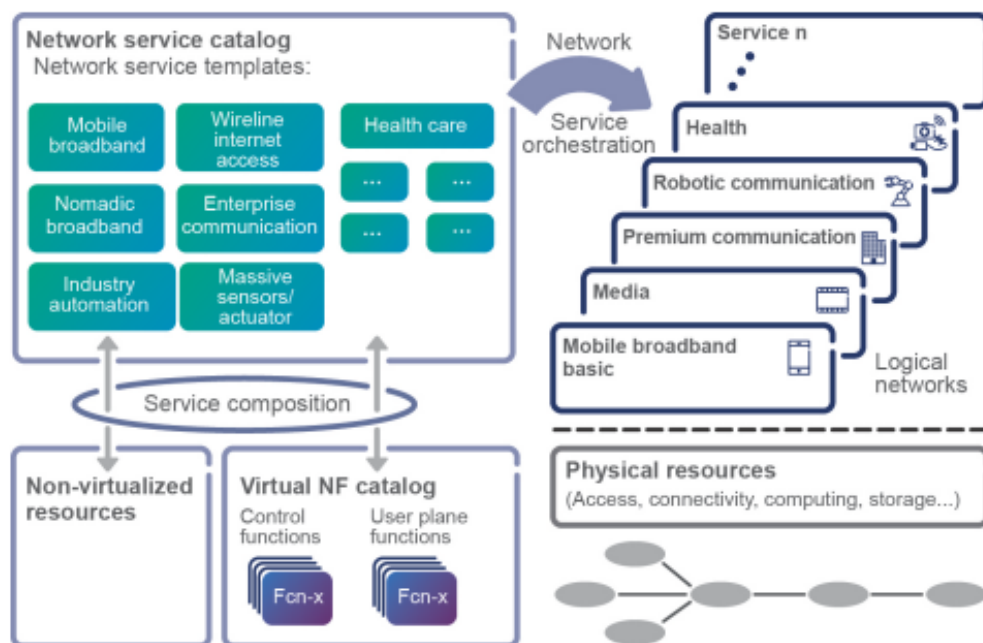 Network service catalog
Network service templates:
Mobile
broadband
Wireline
internet
access
Health care
...
...
Nomadic
broadband
Enterprise
communication
...
...
Industry
automation
Massive
sensors/
actuator
Service composition
Non-virtualized
resources
Virtual NF catalog
Control
functions
User plane
functions
Fcn-x
Fcn-x
Network
Service
orchestration
Service n
Health
Robotic communication
Premium communication
Media
Mobile broadband
basic
Logical
networks
Physical resources
(Access, connectivity, computing, storage...)